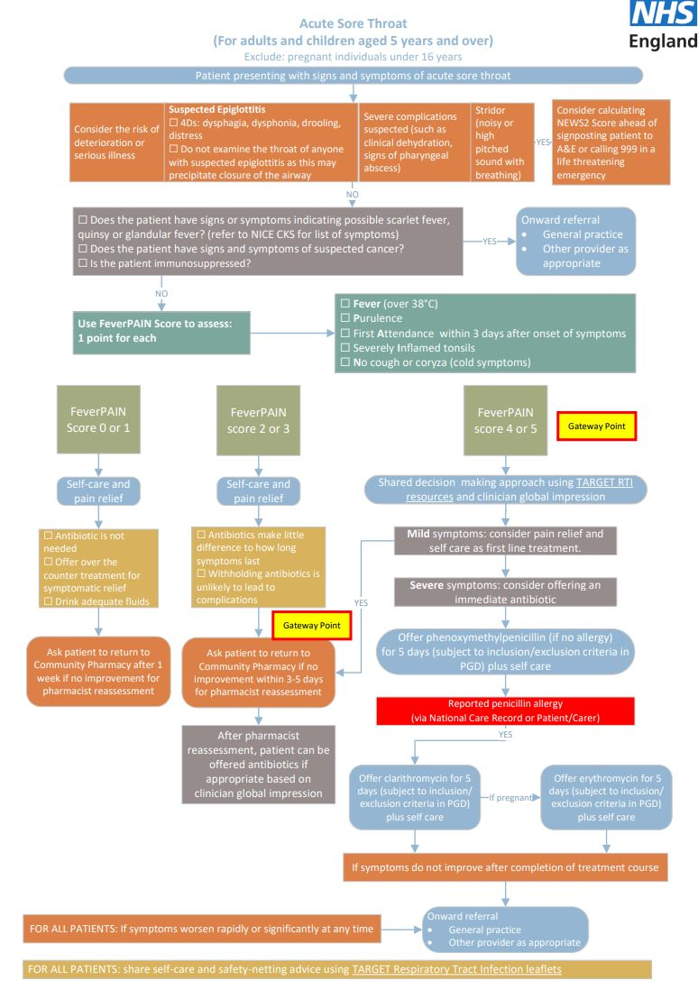 NHS
England
Acute Sore Throat
(For adults and children aged 5 years and over)
Exclude: pregnant individuals under 16 years
Patient presenting with signs and symptoms of acute sore throat
Consider the risk of
deterioration or
serious illness
Suspected Epiglottitis
☐ 4Ds: dysphagia, dysphonia, drooling,
distress
☐ Do not examine the throat of anyone
with suspected epiglottitis as this may
precipitate closure of the airway
Severe complications
suspected (such as
clinical dehydration,
signs of pharyngeal
abscess)
Stridor
(noisy or
high
pitched
sound with
breathing)
YES
Consider calculating
NEWS2 Score ahead of
signposting patient to
A&E or calling 999 in a
life threatening
emergency
NO
☐ Does the patient have signs or symptoms indicating possible scarlet fever,
quinsy or glandular fever? (refer to NICE CKS for list of symptoms)
☐ Does the patient have signs and symptoms of suspected cancer?
☐ Is the patient immunosuppressed?
YES
Onward referral
• General practice
• Other provider as
appropriate
NO
Use FeverPAIN Score to assess:
1 point for each
☐ Fever (over 38°C)
☐ Purulence
☐ First Attendance within 3 days after onset of symptoms
☐ Severely Inflamed tonsils
☐ No cough or coryza (cold symptoms)
FeverPAIN
Score 0 or 1
Self-care and
pain relief
☐ Antibiotic is not
needed
☐ Offer over the
counter treatment for
symptomatic relief
☐ Drink adequate fluids
Ask patient to return to
Community Pharmacy after 1
week if no improvement for
pharmacist reassessment
FeverPAIN
score 2 or 3
Self-care and
pain relief
☐ Antibiotics make little
difference to how long
symptoms last
☐ Withholding antibiotics is
unlikely to lead to
complications
Gateway Point
Ask patient to return to
Community Pharmacy if no
improvement within 3-5 days
for pharmacist reassessment
After pharmacist
reassessment, patient can be
offered antibiotics if
appropriate based on
clinician global impression
FeverPAIN
score 4 or 5
Gateway Point
Shared decision making approach using TARGET RTI
resources and clinician global impression
Mild symptoms: consider pain relief and
self care as first line treatment.
YES
Severe symptoms: consider offering an
immediate antibiotic
Offer phenoxymethylpenicillin (if no allergy)
for 5 days (subject to inclusion/exclusion criteria in
PGD) plus self care
Reported penicillin allergy
(via National Care Record or Patient/Carer)
YES
Offer clarithromycin for 5
days (subject to inclusion/
exclusion criteria in PGD)
plus self care
If pregnant
Offer erythromycin for 5
days (subject to inclusion/
exclusion criteria in PGD)
plus self care
If symptoms do not improve after completion of treatment course
FOR ALL PATIENTS: If symptoms worsen rapidly or significantly at any time
Onward referral
• General practice
• Other provider as appropriate
FOR ALL PATIENTS: share self-care and safety-netting advice using TARGET Respiratory Tract Infection leaflets